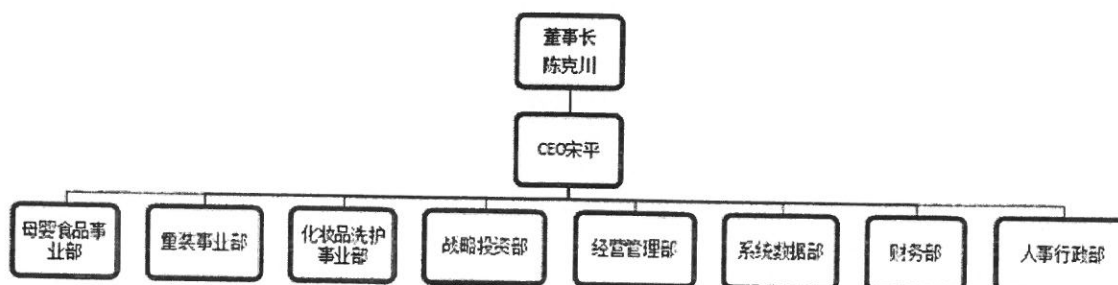 董事长
陈克川
CEO宋平
母婴食品事
业部
童装事业部
化妆品洗护
事业部
战略投资部
经营管理部
系统数据部
财务部
人事行政部